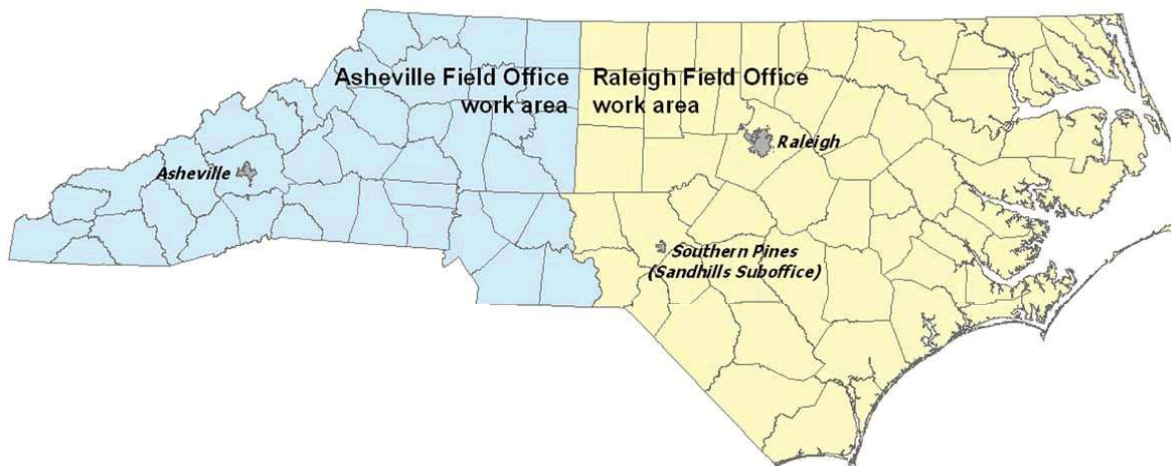 Asheville Field Office
work area
Raleigh Field Office
work area
Raleigh
Asheville
Southern Pines
(Sandhills Suboffice)